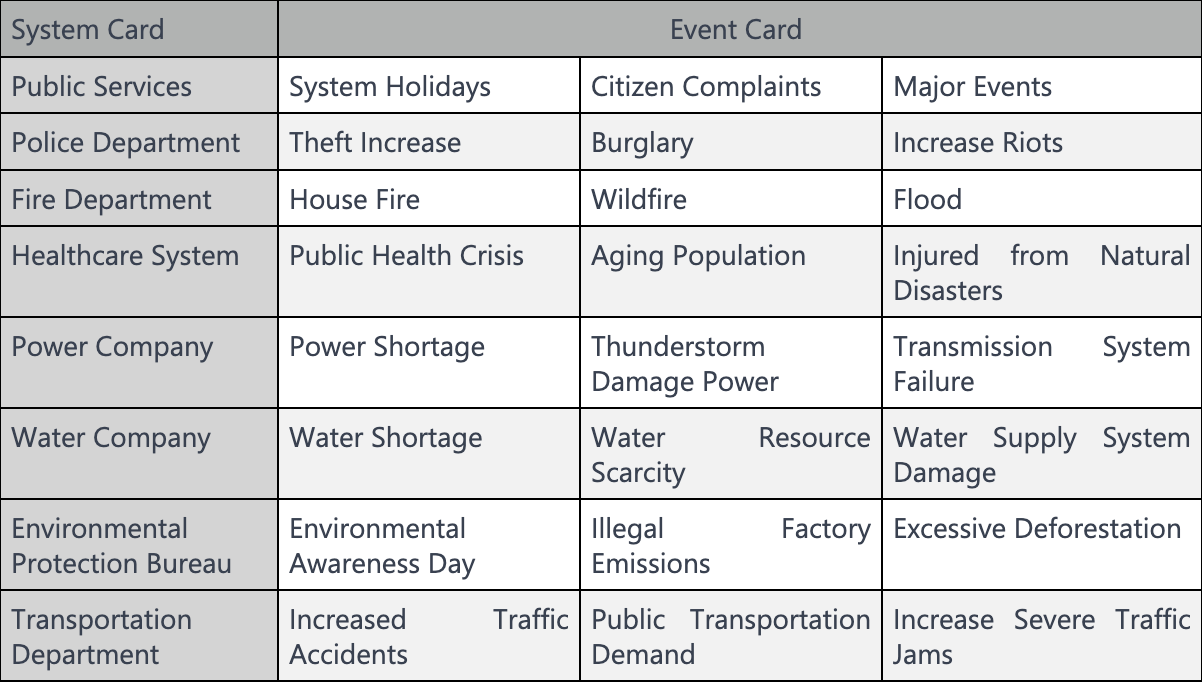 System Card Event Card
Public Services System Holidays Citizen Complaints Major Events
Police Department Theft Increase Burglary Increase Riots
Fire Department House Fire Wildfire Flood
Healthcare System Public Health Crisis Aging Population Injured from Natural
Disasters
Power Company Power Shortage Thunderstorm Transmission System
Damage Power Failure
Water Company Water Shortage Water Resource Water Supply System
Scarcity Damage
Environmental Environmental Illegal Factory Excessive Deforestation
Protection Bureau Awareness Day Emissions
Transportation Increased Traffic Public Transportation Increase Severe Traffic
Department Accidents Demand Jams